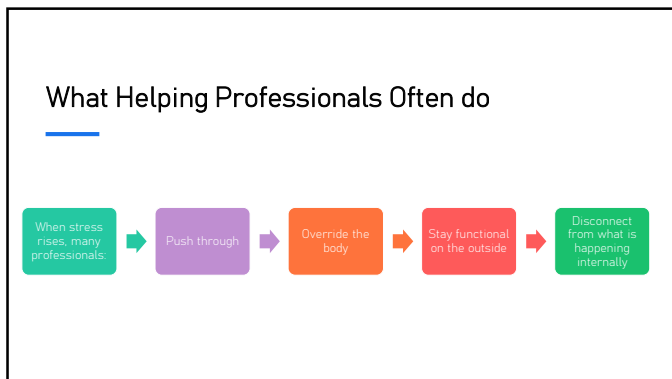 What Helping Professionals Often do
When stress
rises, many
professionals:
Push through
Override the
body
Stay functional
on the outside
Disconnect
from what is
happening
internally